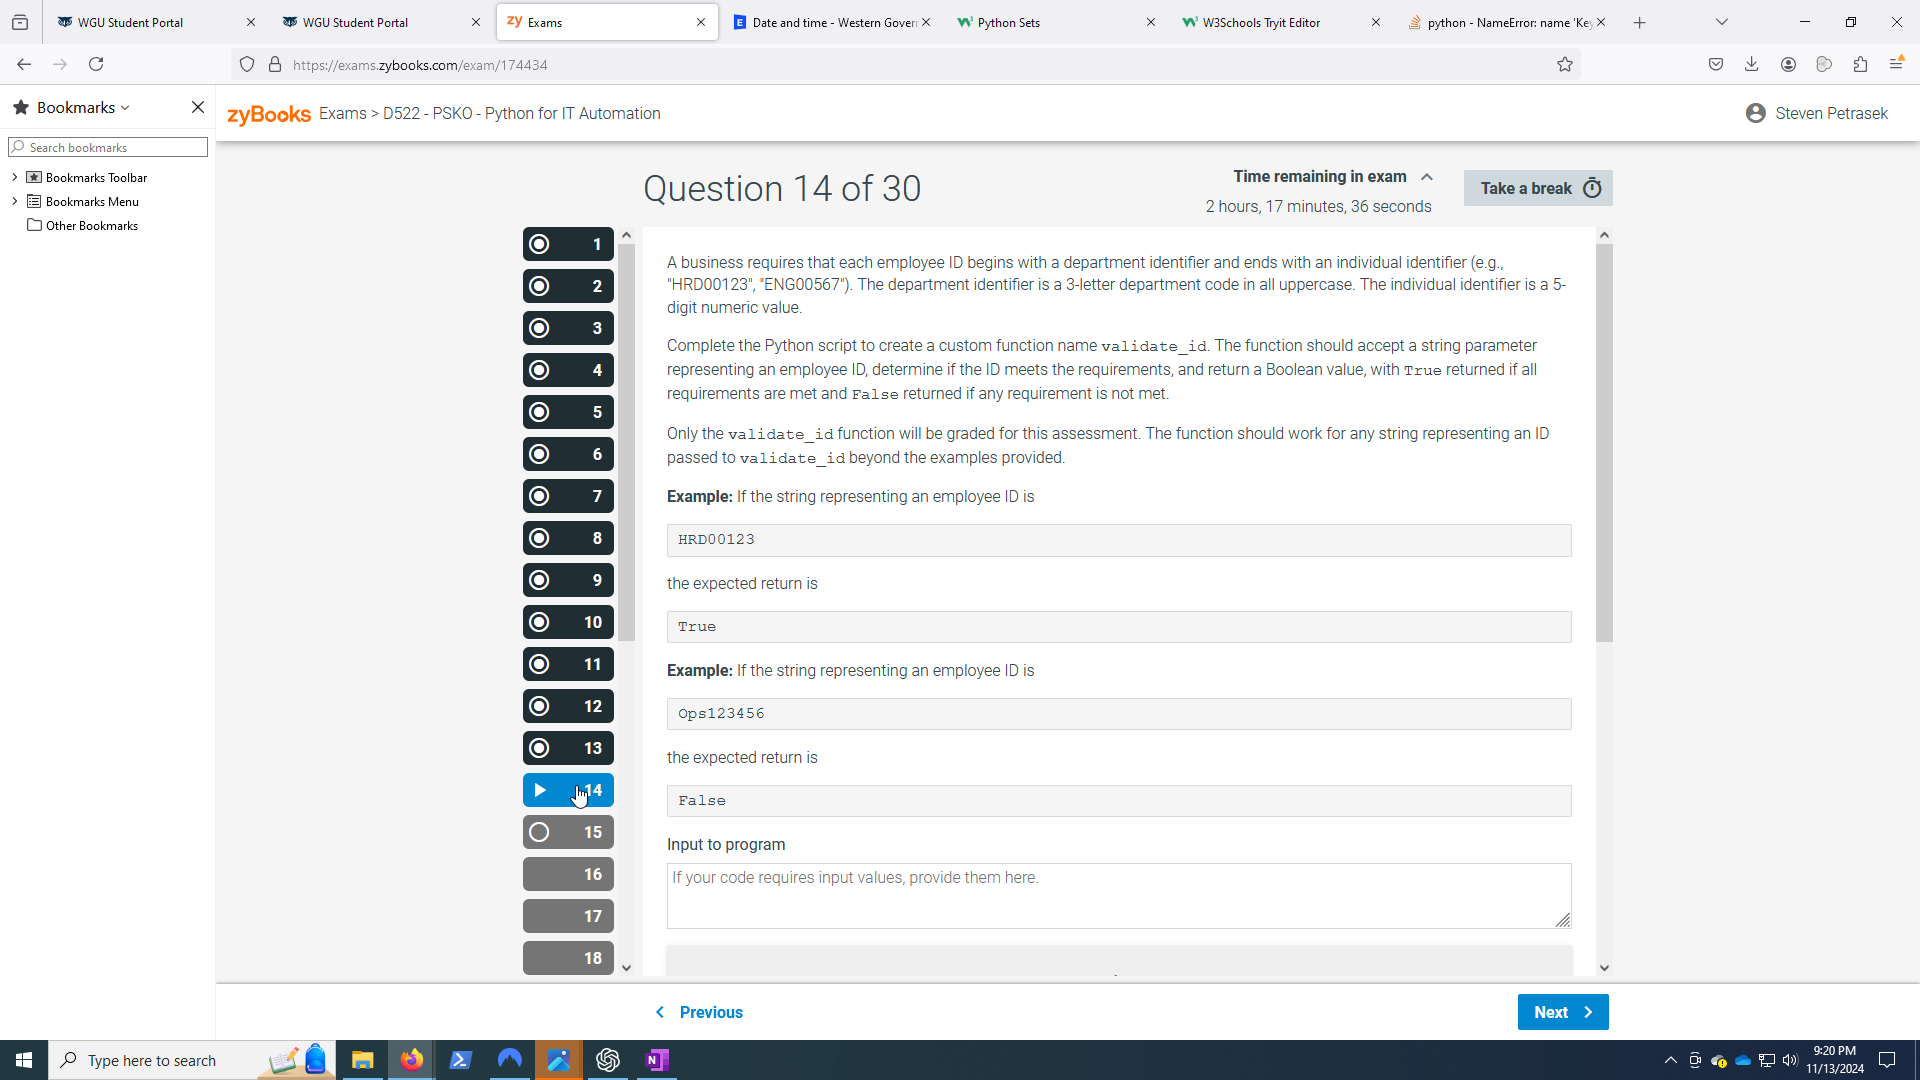 WGU Student Portal
WGU Student Portal
zy Exams
Date and time - Western Gover
Python Sets
W3Schools Tryit Editor
python - NameError: name 'Key
https://exams.zybooks.com/exam/174434
Bookmarks
zyBooks Exams > D522 - PSKO - Python for IT Automation
Steven Petrasek
Search bookmarks
Bookmarks Toolbar
Bookmarks Menu
Other Bookmarks
Question 14 of 30
Time remaining in exam
2 hours, 17 minutes, 36 seconds
Take a break
1
2
3
4
5
6
7
8
9
10
11
12
13
14
15
16
17
18
A business requires that each employee ID begins with a department identifier and ends with an individual identifier (e.g.,
"HRD00123", "ENG00567"). The department identifier is a 3-letter department code in all uppercase. The individual identifier is a 5-
digit numeric value.
Complete the Python script to create a custom function name validate_id. The function should accept a string parameter
representing an employee ID, determine if the ID meets the requirements, and return a Boolean value, with True returned if all
requirements are met and False returned if any requirement is not met.
Only the validate_id function will be graded for this assessment. The function should work for any string representing an ID
passed to validate_id beyond the examples provided.
Example: If the string representing an employee ID is
HRD00123
the expected return is
True
Example: If the string representing an employee ID is
Ops123456
the expected return is
False
Input to program
If your code requires input values, provide them here.
Previous
Next
Type here to search
9:20 PM
11/13/2024